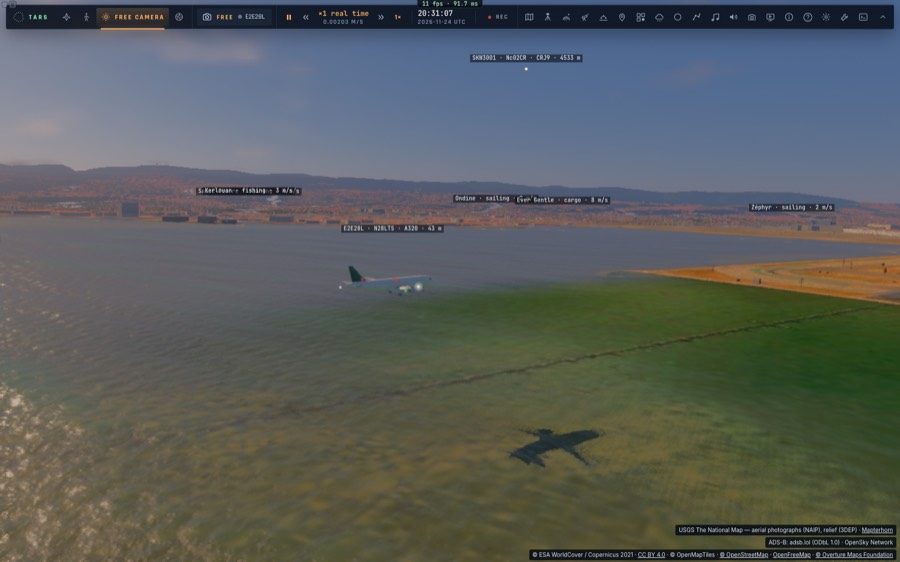 11 fps · 91.7 ms
TARS
FREE CAMERA
FREE
E2E28L
×1 real time
0.00203 M/S
1×
20:31:07
2026-11-24 UTC
REC
SKW3001 · CRJ9 · 4533 m
Kerlouan · fishing · 3 m/s
Ondine · sailing ·
Ever Gentle · cargo · 8 m/s
Zéphyr · sailing · 2 m/s
E2E28L · N28LTS · A320 · 43 m
USGS The National Map — aerial photographs (NAIP), relief (3DEP) · Mapterhorn
ADS-B: adsb.lol (ODbL 1.0) · OpenSky Network
© ESA WorldCover / Copernicus 2021 · CC BY 4.0 · © OpenMapTiles · © OpenStreetMap · OpenFreeMap · © Overture Maps Foundation